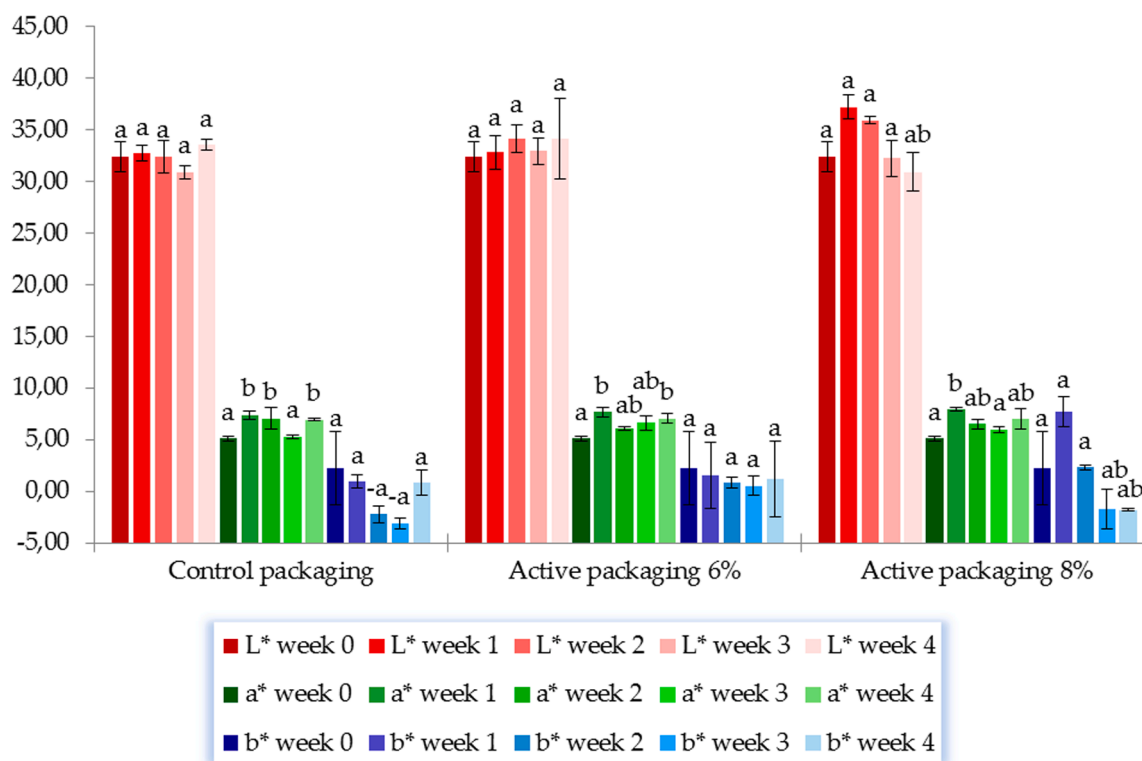 45,00
40,00
35,00
30,00
25,00
20,00
15,00
10,00
5,00
0,00
-5,00
a a a a a a b b a b a a -a -a a
a a a a a a b ab ab b a a a a a
a a a a ab a b ab a ab a a a ab ab
Control packaging Active packaging 6% Active packaging 8%
L* week 0 L* week 1 L* week 2 L* week 3 L* week 4
a* week 0 a* week 1 a* week 2 a* week 3 a* week 4
b* week 0 b* week 1 b* week 2 b* week 3 b* week 4